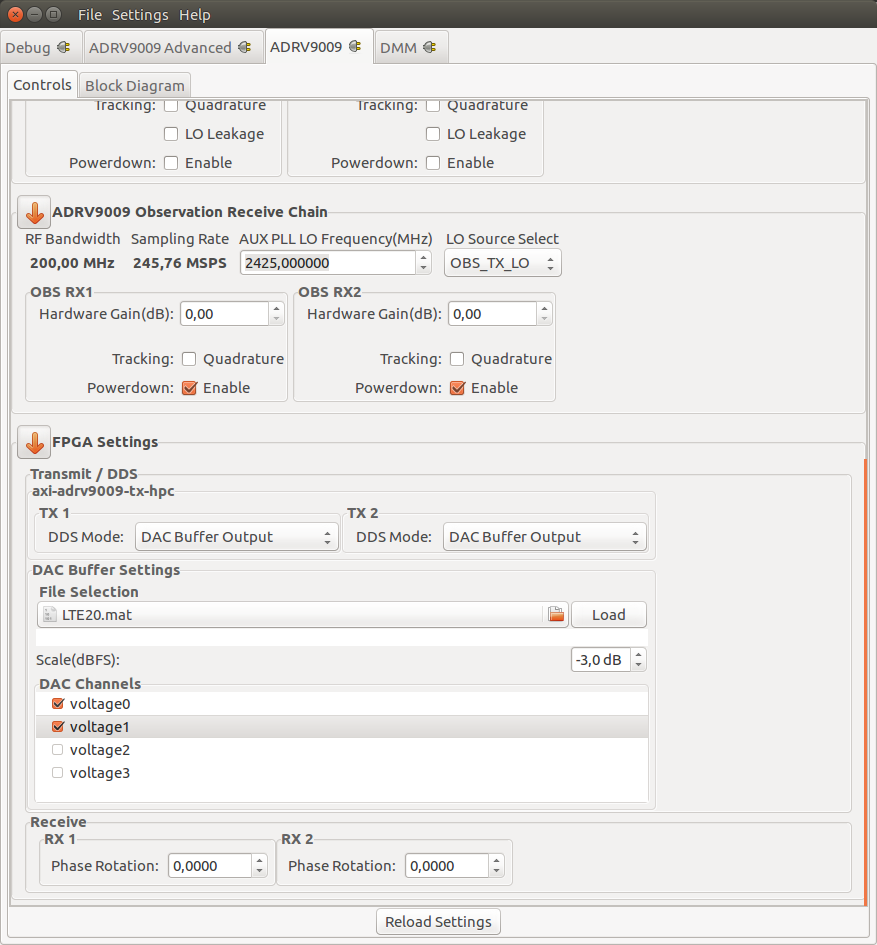 File Settings Help
Debug ADRV9009 Advanced ADRV9009 DMM
Controls Block Diagram
Tracking: Quadrature Tracking: Quadrature
LO Leakage LO Leakage
Powerdown: Enable Powerdown: Enable
ADRV9009 Observation Receive Chain
RF Bandwidth Sampling Rate AUX PLL LO Frequency(MHz) LO Source Select
200,00 MHz 245,76 MSPS 2425,000000 OBS_TX_LO
OBS RX1 OBS RX2
Hardware Gain(dB): 0,00 Hardware Gain(dB): 0,00
Tracking: Quadrature Tracking: Quadrature
Powerdown: Enable Powerdown: Enable
FPGA Settings
Transmit / DDS
axi-adrv9009-tx-hpc
TX 1 TX 2
DDS Mode: DAC Buffer Output DDS Mode: DAC Buffer Output
DAC Buffer Settings
File Selection
LTE20.mat Load
Scale(dBFS): -3,0 dB
DAC Channels
voltage0
voltage1
voltage2
voltage3
Receive
RX 1 RX 2
Phase Rotation: 0,0000 Phase Rotation: 0,0000
Reload Settings